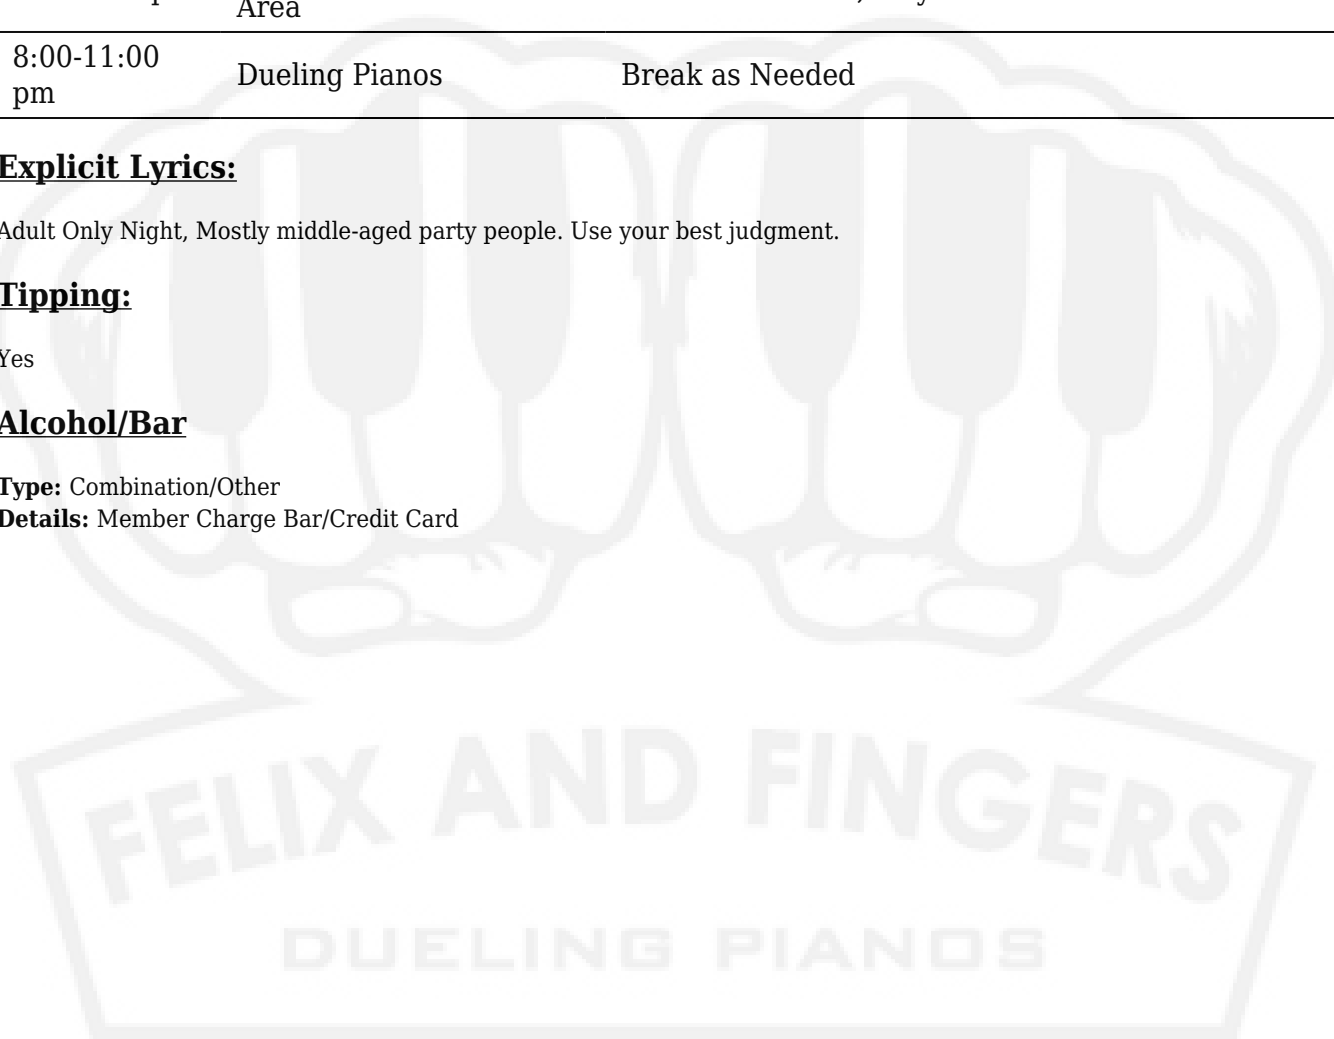 Area
8:00-11:00
pm
Dueling Pianos
Break as Needed
Explicit Lyrics:
Adult Only Night, Mostly middle-aged party people. Use your best judgment.
Tipping:
Yes
Alcohol/Bar
Type: Combination/Other
Details: Member Charge Bar/Credit Card
FELIX AND FINGERS
DUELING PIANOS